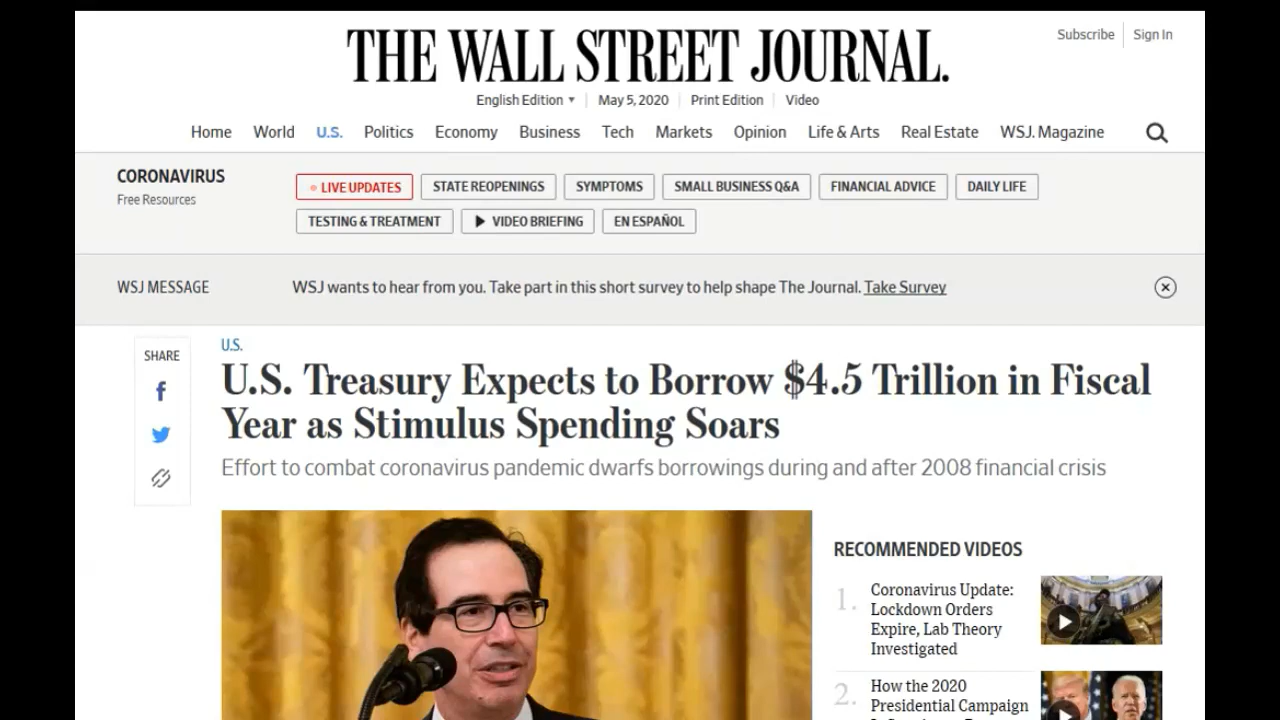 Subscribe
Sign In
THE WALL STREET JOURNAL.
English Edition ▼ May 5, 2020 Print Edition Video
Home World U.S. Politics Economy Business Tech Markets Opinion Life & Arts Real Estate WSJ. Magazine
CORONAVIRUS
Free Resources
LIVE UPDATES STATE REOPENINGS SYMPTOMS SMALL BUSINESS Q&A FINANCIAL ADVICE DAILY LIFE
TESTING & TREATMENT VIDEO BRIEFING EN ESPAÑOL
WSJ MESSAGE
WSJ wants to hear from you. Take part in this short survey to help shape The Journal. Take Survey
SHARE
U.S.
U.S. Treasury Expects to Borrow $4.5 Trillion in Fiscal
Year as Stimulus Spending Soars
Effort to combat coronavirus pandemic dwarfs borrowings during and after 2008 financial crisis
RECOMMENDED VIDEOS
1. Coronavirus Update:
Lockdown Orders
Expire, Lab Theory
Investigated
2. How the 2020
Presidential Campaign